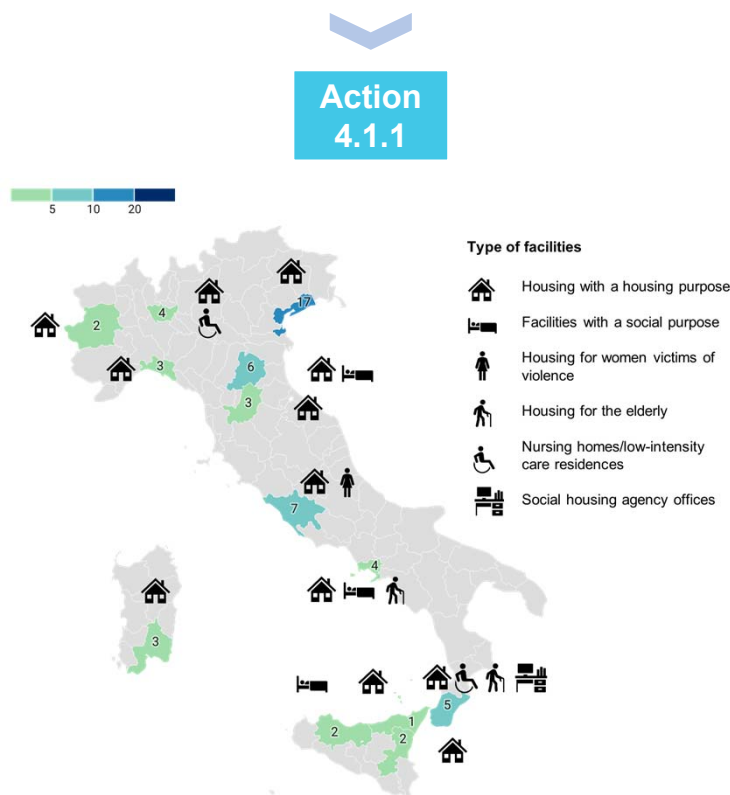 Action
4.1.1
5 10 20
Type of facilities
Housing with a housing purpose
Facilities with a social purpose
Housing for women victims of
violence
Housing for the elderly
Nursing homes/low-intensity
care residences
Social housing agency offices
17
4
2
3
6
3
7
4
3
5
1
2
2